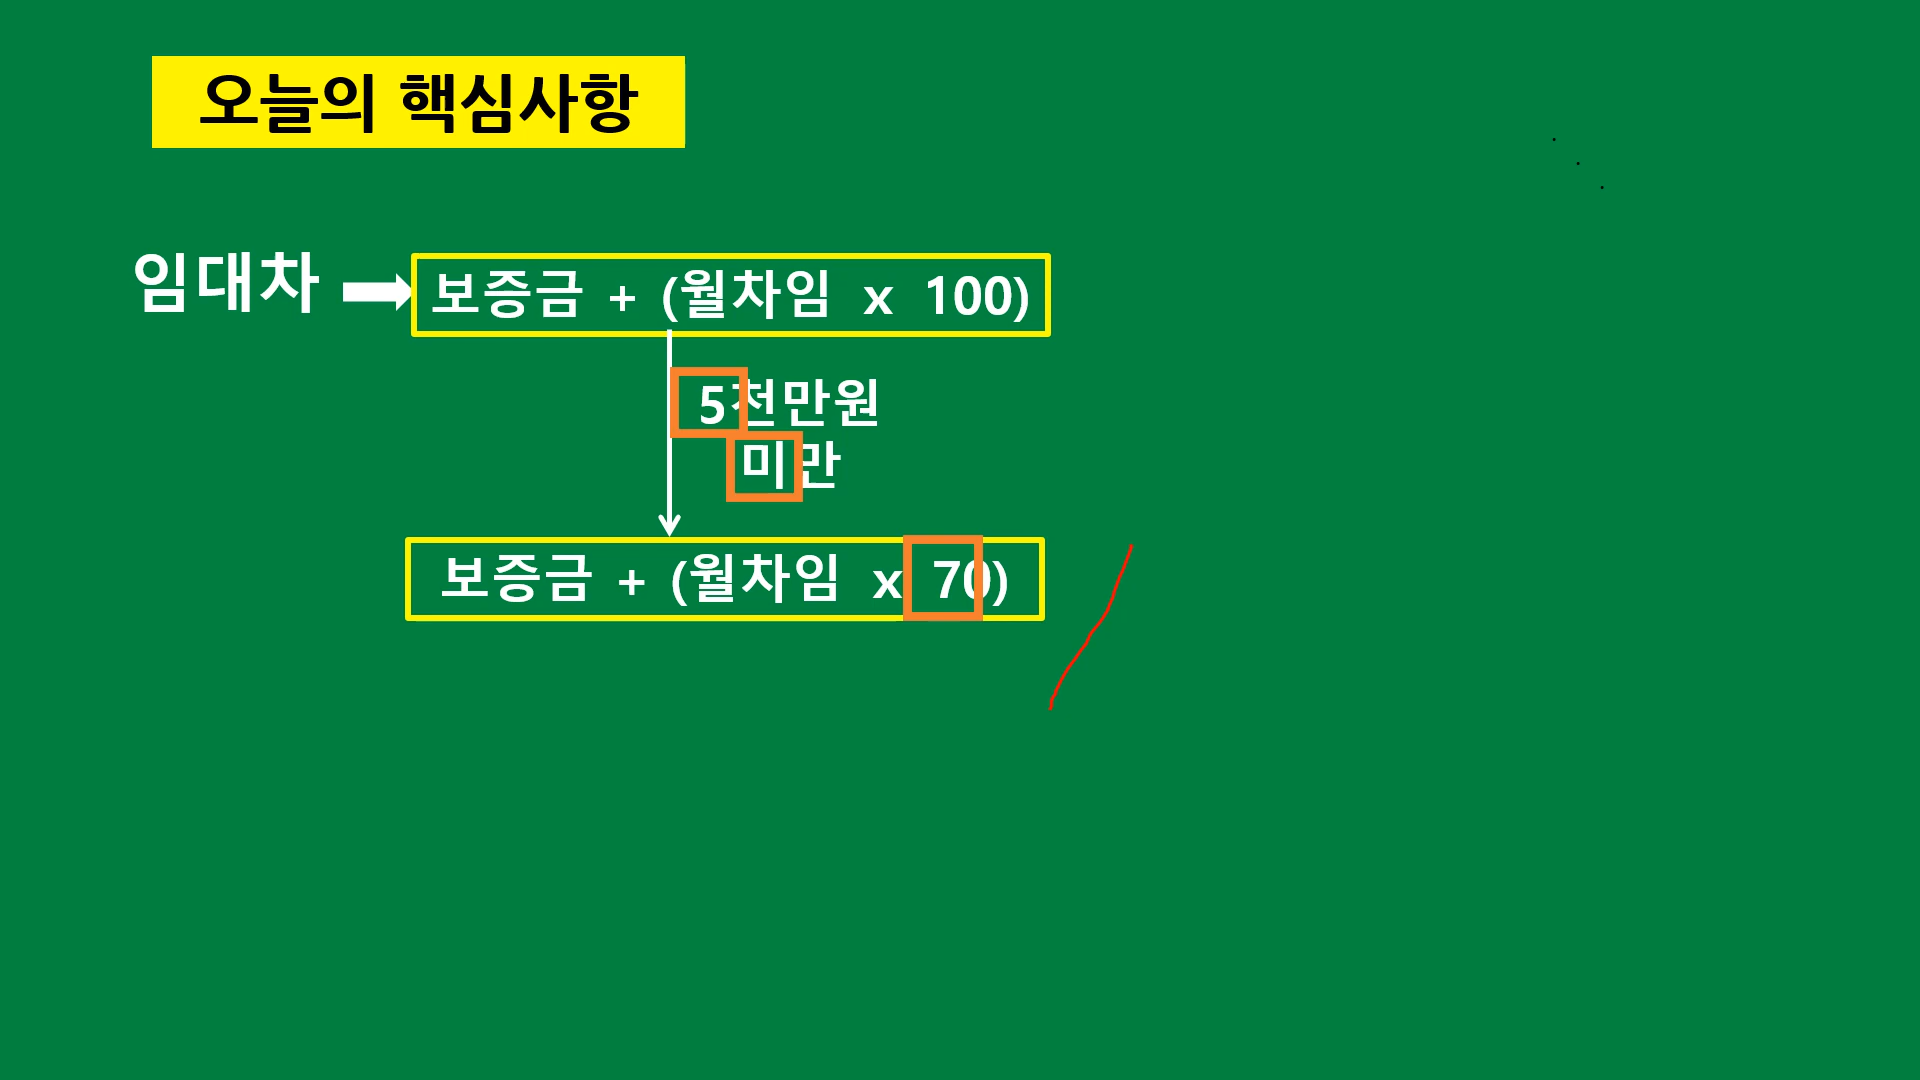 오늘의 핵심사항
임대차
보증금 + (월차임 x 100)
5천만원
미만
보증금 + (월차임 x 70)